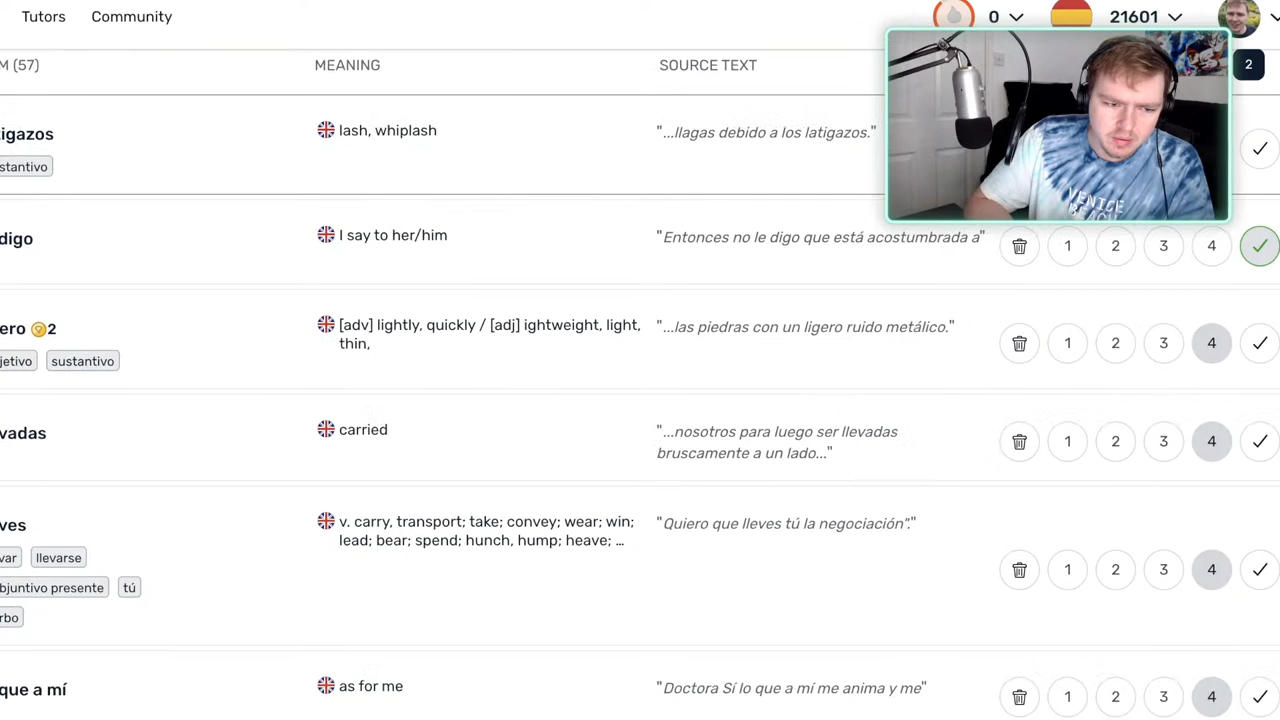 Tutors Community 0 21601
M (57) MEANING SOURCE TEXT 2
tigazos lash, whiplash "...llagas debido a los latigazos."
stantivo
VENICE
BEACH
digo I say to her/him "Entonces no le digo que está acostumbrada a" 1 2 3 4
ero 2 [adv] lightly, quickly / [adj] ightweight, light, "...las piedras con un ligero ruido metálico."
thin, 1 2 3 4
jetivo sustantivo
vadas carried "...nosotros para luego ser llevadas
bruscamente a un lado..." 1 2 3 4
ves v. carry, transport; take; convey; wear; win; "Quiero que lleves tú la negociación"."
lead; bear; spend; hunch, hump; heave; ...
var llevarse 1 2 3 4
bjuntivo presente tú
rbo
que a mí as for me "Doctora Sí lo que a mí me anima y me" 1 2 3 4